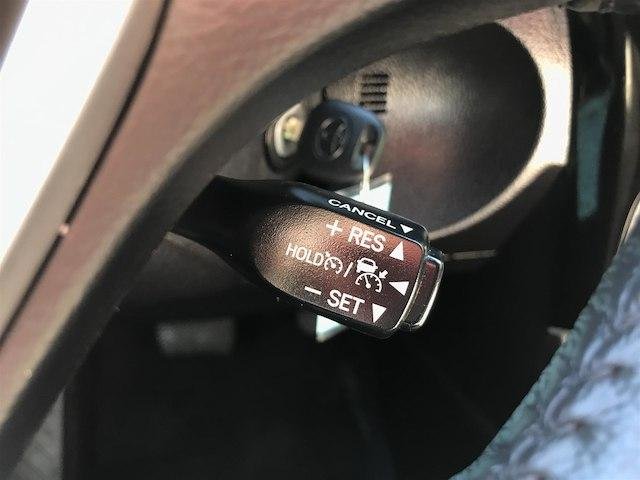 CANCEL ▼
+ RES ▲
HOLD /
− SET ▼